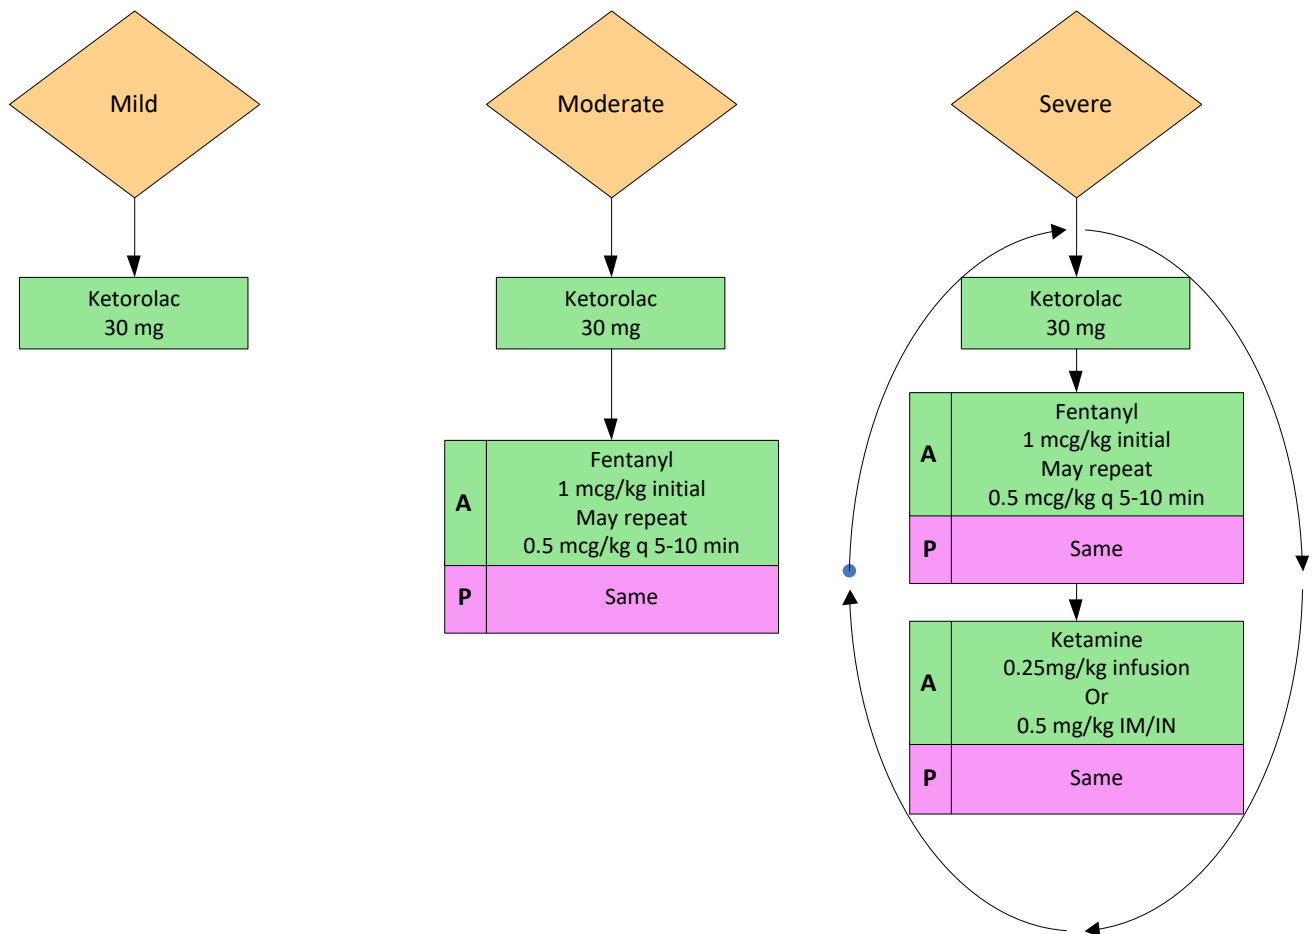 Mild
Ketorolac
30 mg
Moderate
Ketorolac
30 mg
A
Fentanyl
1 mcg/kg initial
May repeat
0.5 mcg/kg q 5-10 min
P
Same
Severe
Ketorolac
30 mg
A
Fentanyl
1 mcg/kg initial
May repeat
0.5 mcg/kg q 5-10 min
P
Same
A
Ketamine
0.25mg/kg infusion
Or
0.5 mg/kg IM/IN
P
Same